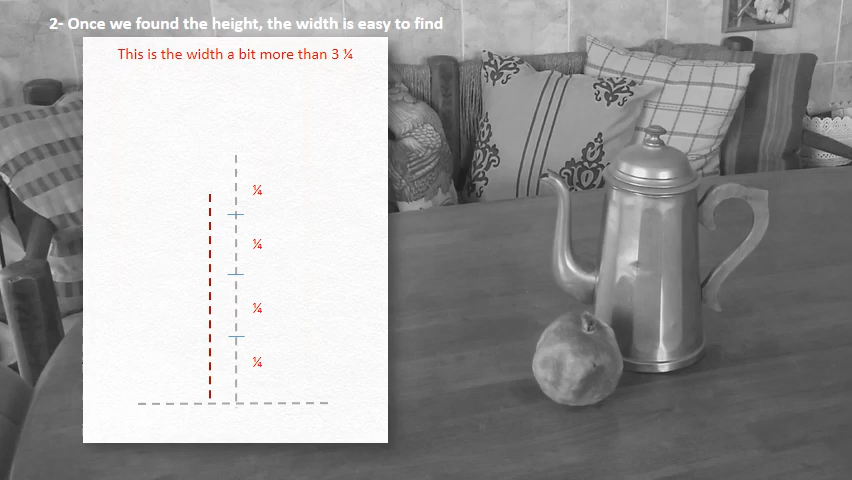 2- Once we found the height, the width is easy to find
This is the width a bit more than 3 ¼
¼
¼
¼
¼